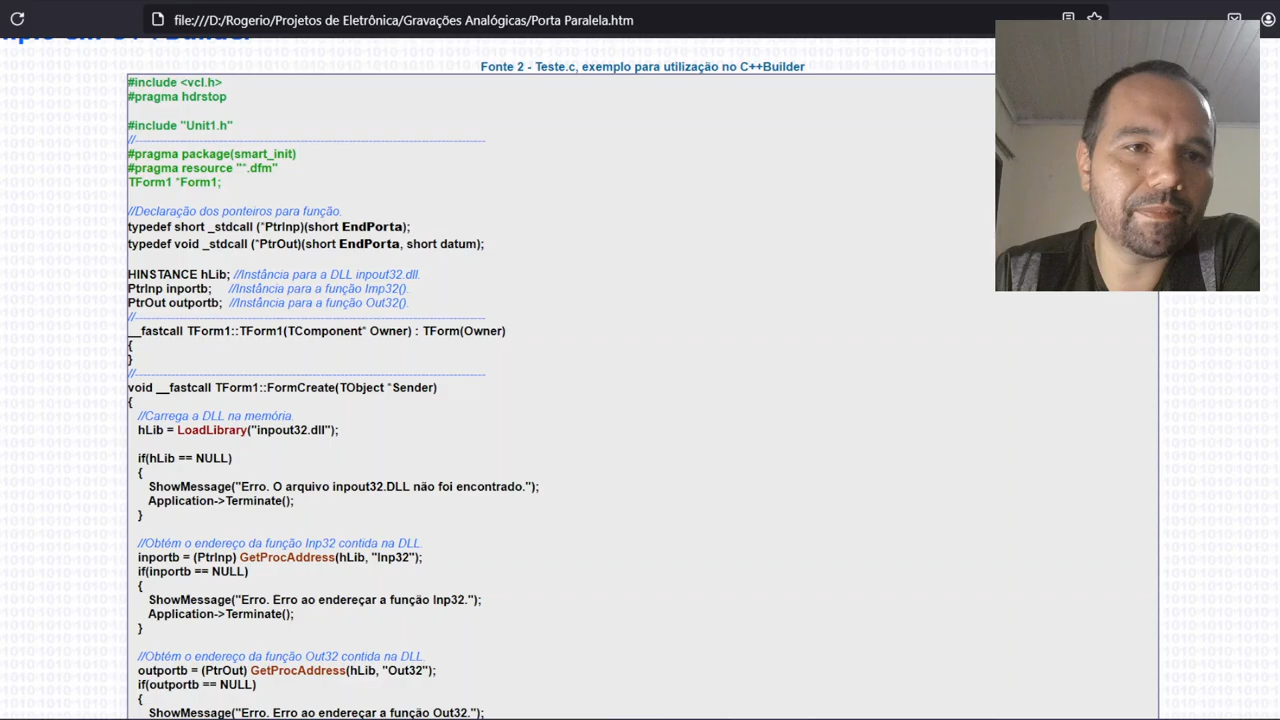 file:///D:/Rogerio/Projetos de Eletrônica/Gravações Analógicas/Porta Paralela.htm
Fonte 2 - Teste.c, exemplo para utilização no C++Builder
#include <vcl.h>
#pragma hdrstop
#include "Unit1.h"
//---------------------------------------------------------------------------
#pragma package(smart_init)
#pragma resource "*.dfm"
TForm1 *Form1;
//Declaração dos ponteiros para função.
typedef short _stdcall (*PtrInp)(short EndPorta);
typedef void _stdcall (*PtrOut)(short EndPorta, short datum);
HINSTANCE hLib; //Instância para a DLL inpout32.dll.
PtrInp inportb; //Instância para a função Imp32().
PtrOut outportb; //Instância para a função Out32().
//---------------------------------------------------------------------------
__fastcall TForm1::TForm1(TComponent* Owner) : TForm(Owner)
{
}
//---------------------------------------------------------------------------
void __fastcall TForm1::FormCreate(TObject *Sender)
{
//Carrega a DLL na memória.
hLib = LoadLibrary("inpout32.dll");
if(hLib == NULL)
{
ShowMessage("Erro. O arquivo inpout32.DLL não foi encontrado.");
Application->Terminate();
}
//Obtém o endereço da função Inp32 contida na DLL.
inportb = (PtrInp) GetProcAddress(hLib, "Inp32");
if(inportb == NULL)
{
ShowMessage("Erro. Erro ao endereçar a função Inp32.");
Application->Terminate();
}
//Obtém o endereço da função Out32 contida na DLL.
outportb = (PtrOut) GetProcAddress(hLib, "Out32");
if(outportb == NULL)
{
ShowMessage("Erro. Erro ao endereçar a função Out32.");